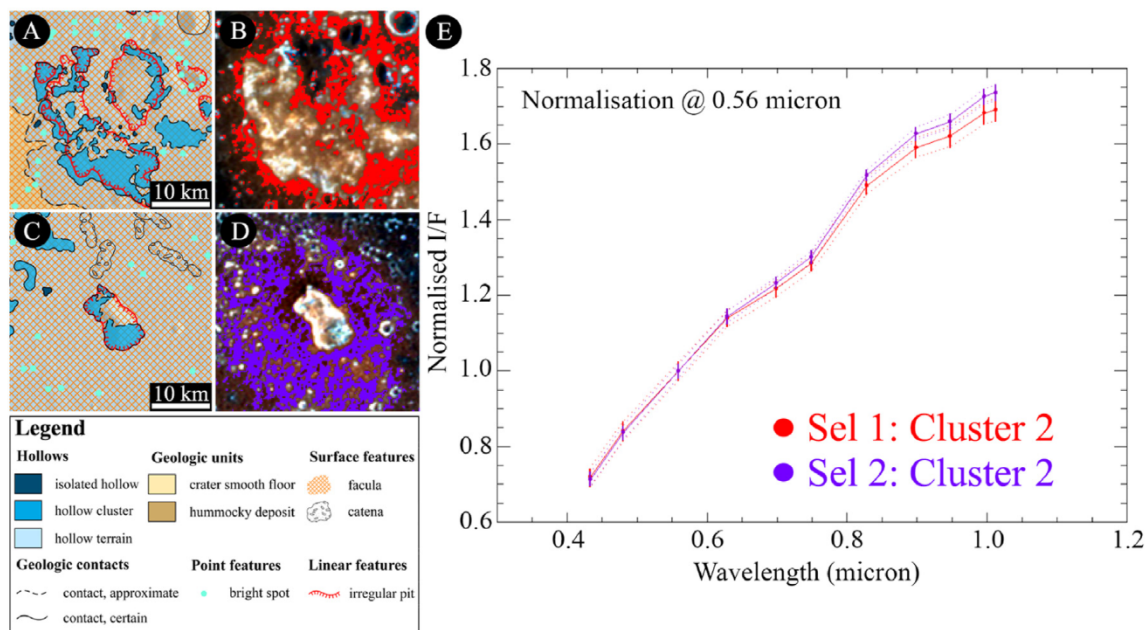 A
B
10 km
C
D
10 km
Legend
Hollows
isolated hollow
hollow cluster
hollow terrain
Geologic units
crater smooth floor
hummocky deposit
Surface features
facula
catena
Geologic contacts
contact, approximate
contact, certain
Point features
bright spot
Linear features
irregular pit
E
Normalisation @ 0.56 micron
1.8
1.6
1.4
1.2
1.0
0.8
0.6
Normalised I/F
Sel 1: Cluster 2
Sel 2: Cluster 2
0.4
0.6
0.8
1.0
1.2
Wavelength (micron)